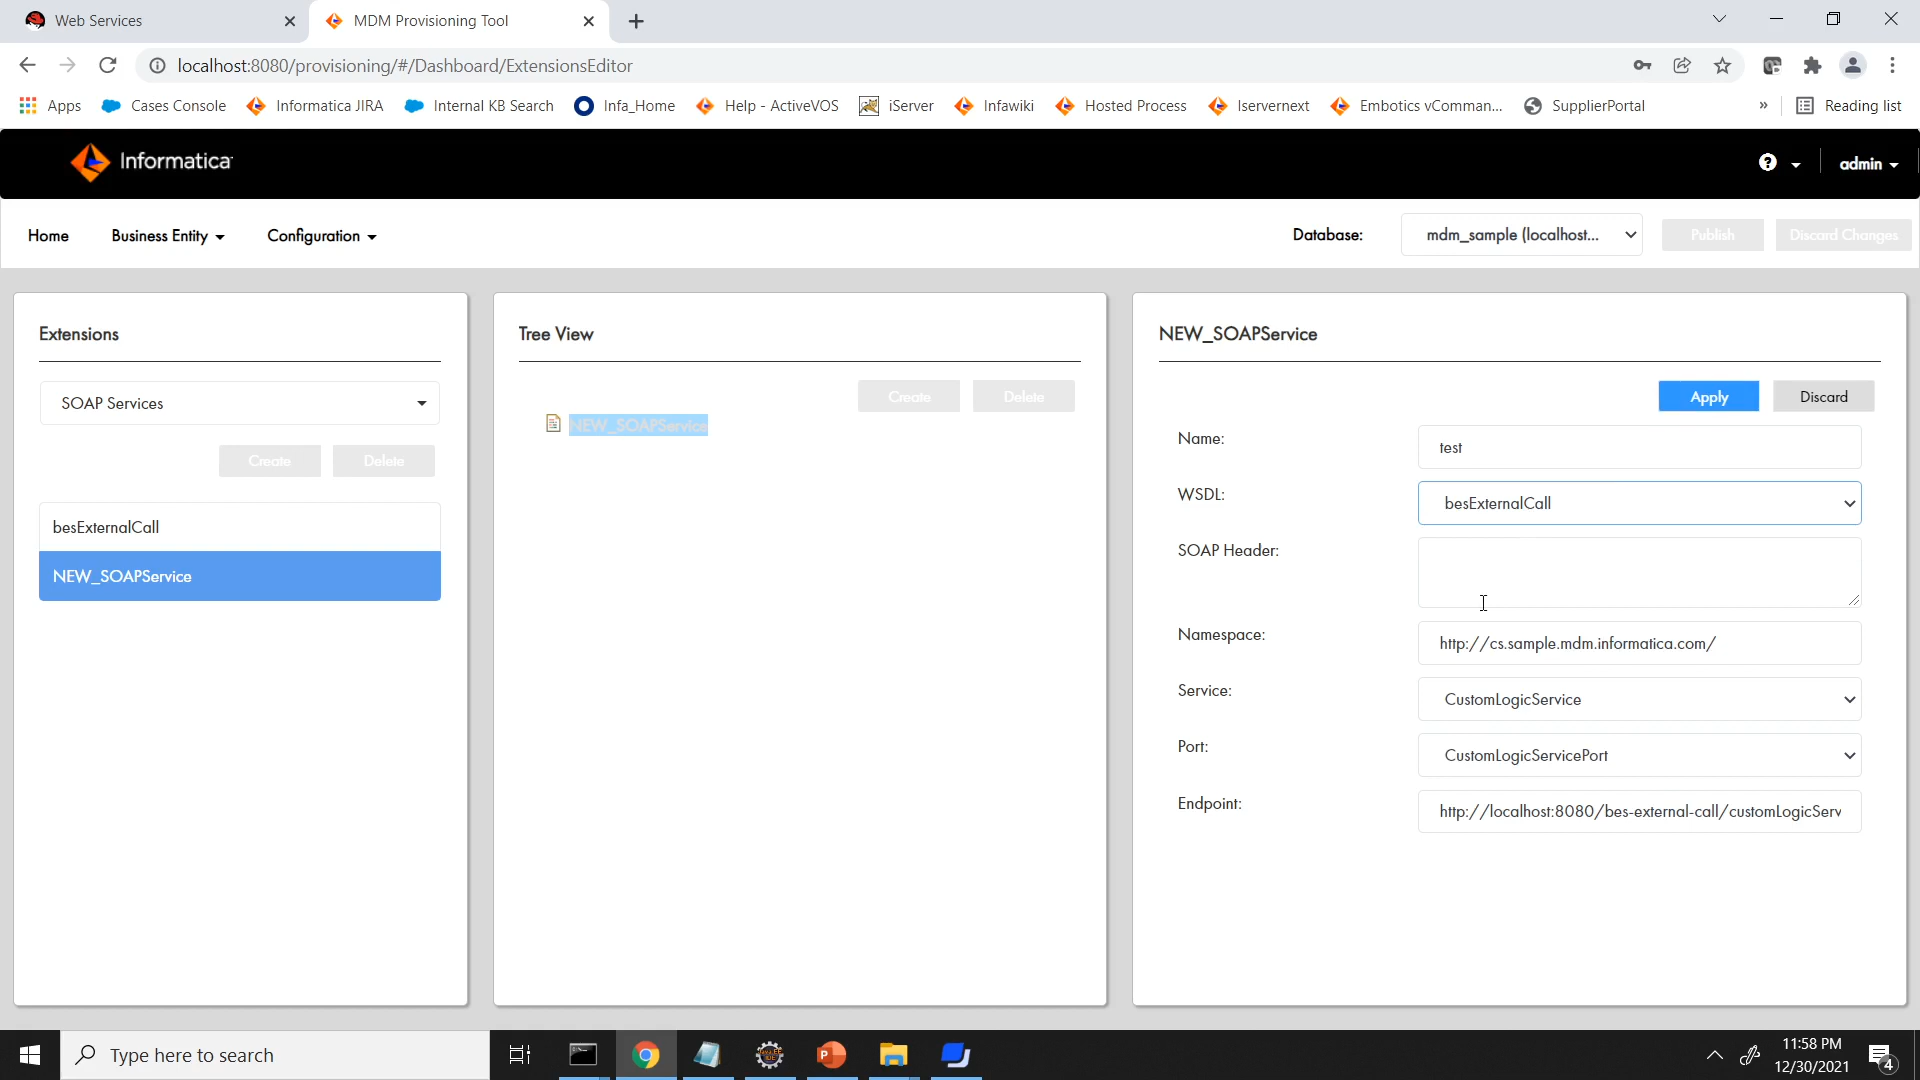 Web Services
MDM Provisioning Tool
localhost:8080/provisioning/#/Dashboard/ExtensionsEditor
Apps
Cases Console
Informatica JIRA
Internal KB Search
Infa_Home
Help - ActiveVOS
iServer
Infawiki
Hosted Process
Iservernext
Embotics vComman...
SupplierPortal
»
Reading list
Informatica
admin
Home
Business Entity
Configuration
Database:
mdm_sample (localhost...
Publish
Discard Changes
Extensions
SOAP Services
Create
Delete
besExternalCall
NEW_SOAPService
Tree View
Create
Delete
NEW_SOAPService
NEW_SOAPService
Apply
Discard
Name:
test
WSDL:
besExternalCall
SOAP Header:
Namespace:
http://cs.sample.mdm.informatica.com/
Service:
CustomLogicService
Port:
CustomLogicServicePort
Endpoint:
http://localhost:8080/bes-external-call/customLogicServ
Type here to search
11:58 PM
12/30/2021
4